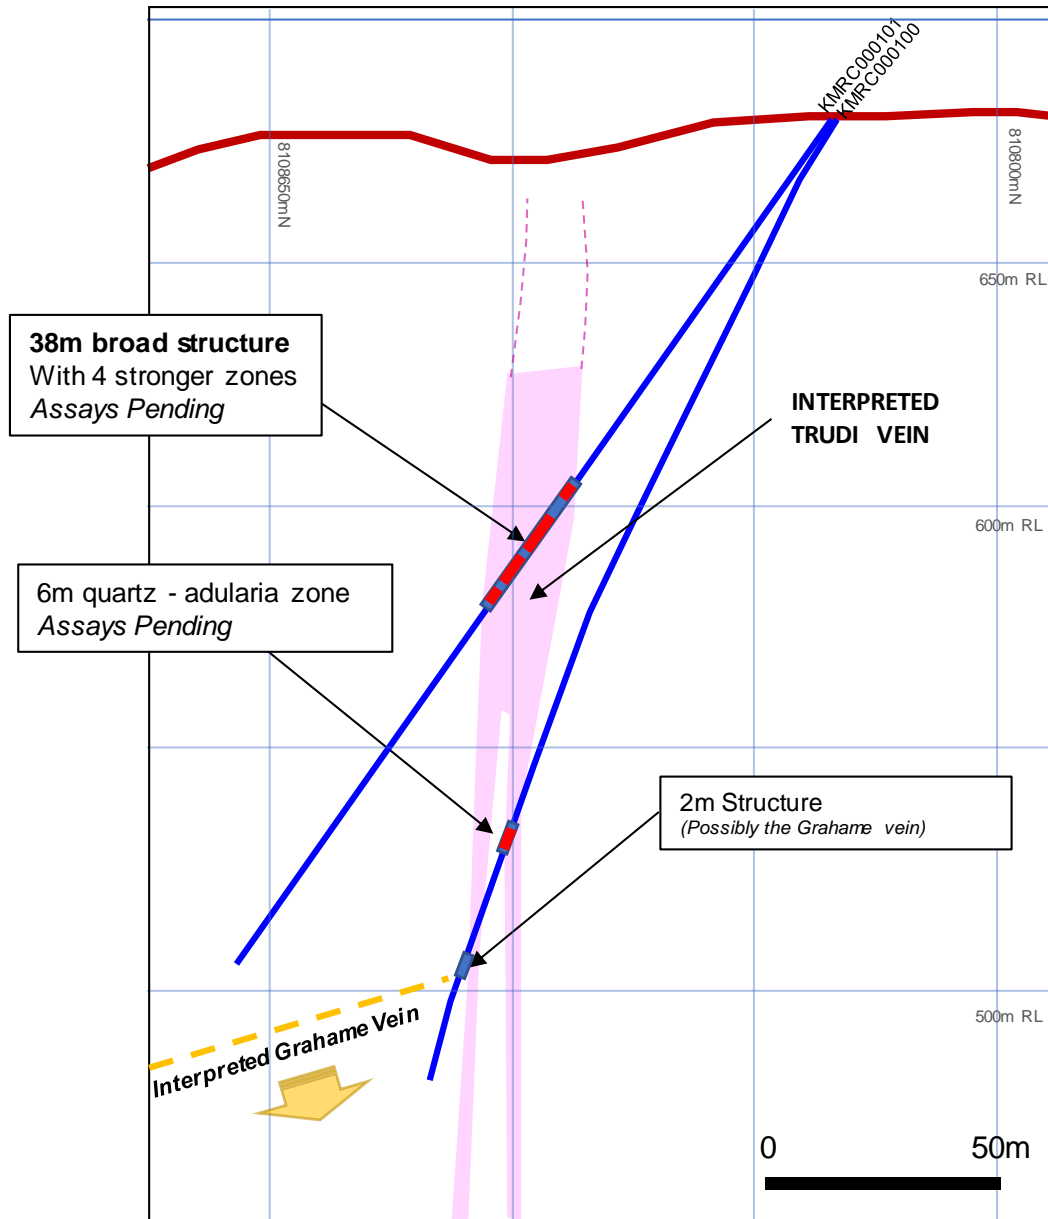 KMRC000101
KMRC000100
8108650mN
810800mN
650m RL
38m broad structure
With 4 stronger zones
Assays Pending
INTERPRETED
TRUDI VEIN
600m RL
6m quartz - adularia zone
Assays Pending
2m Structure
(Possibly the Grahame vein)
500m RL
Interpreted Grahame Vein
0 50m